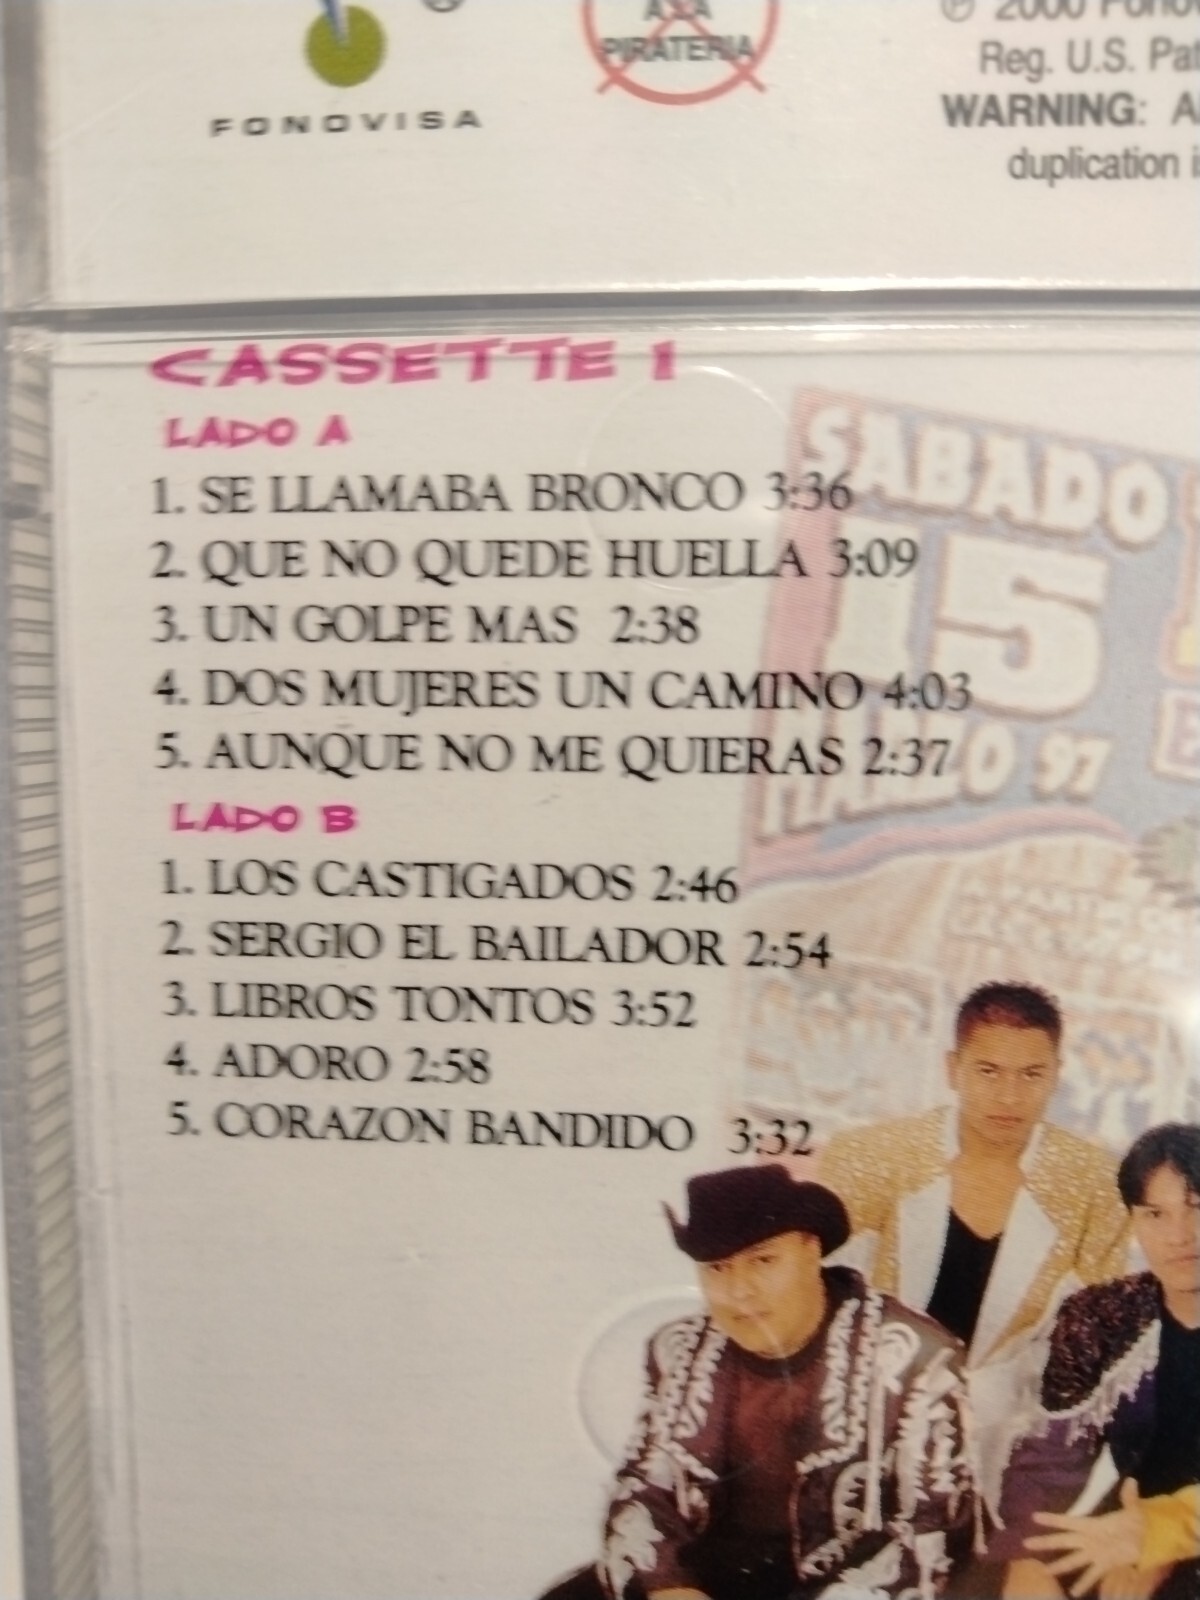 FONOVISA
A LA
PIRATERIA
℗ 2000
Reg. U.S.
WARNING:
duplication
CASSETTE 1
LADO A
1. SE LLAMABA BRONCO 3:36
2. QUE NO QUEDE HUELLA 3:09
3. UN GOLPE MAS 2:38
4. DOS MUJERES UN CAMINO 4:03
5. AUNQUE NO ME QUIERAS 2:37
LADO B
1. LOS CASTIGADOS 2:46
2. SERGIO EL BAILADOR 2:54
3. LIBROS TONTOS 3:52
4. ADORO 2:58
5. CORAZON BANDIDO 3:32
SABADO
15
MARZO 97